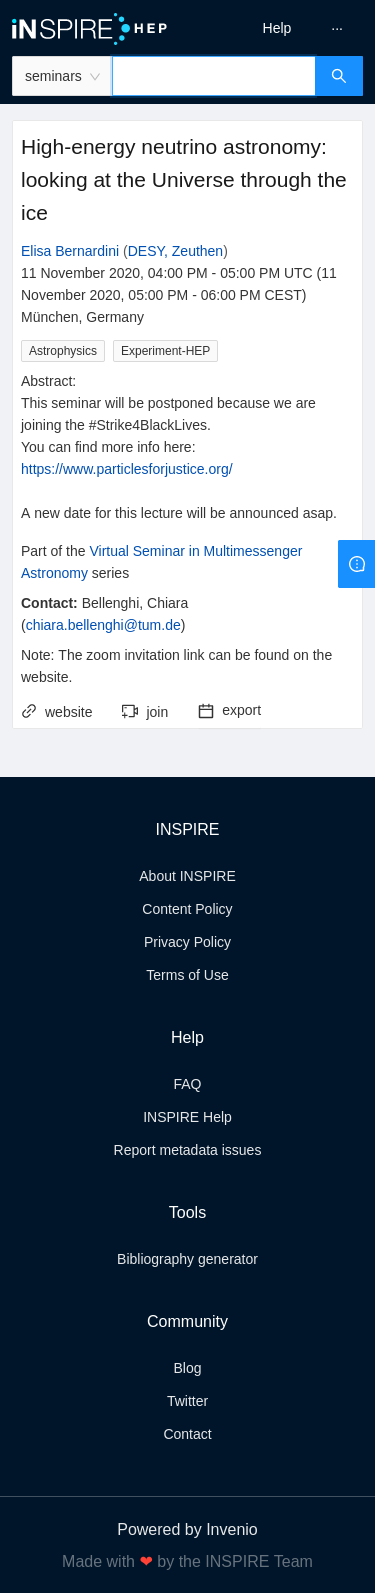 iNSPIRE HEP
Help
...
seminars
High-energy neutrino astronomy:
looking at the Universe through the
ice
Elisa Bernardini (DESY, Zeuthen)
11 November 2020, 04:00 PM - 05:00 PM UTC (11
November 2020, 05:00 PM - 06:00 PM CEST)
München, Germany
Astrophysics Experiment-HEP
Abstract:
This seminar will be postponed because we are
joining the #Strike4BlackLives.
You can find more info here:
https://www.particlesforjustice.org/
A new date for this lecture will be announced asap.
Part of the Virtual Seminar in Multimessenger
Astronomy series
Contact: Bellenghi, Chiara
(chiara.bellenghi@tum.de)
Note: The zoom invitation link can be found on the
website.
website join export
INSPIRE
About INSPIRE
Content Policy
Privacy Policy
Terms of Use
Help
FAQ
INSPIRE Help
Report metadata issues
Tools
Bibliography generator
Community
Blog
Twitter
Contact
Powered by Invenio
Made with ❤ by the INSPIRE Team